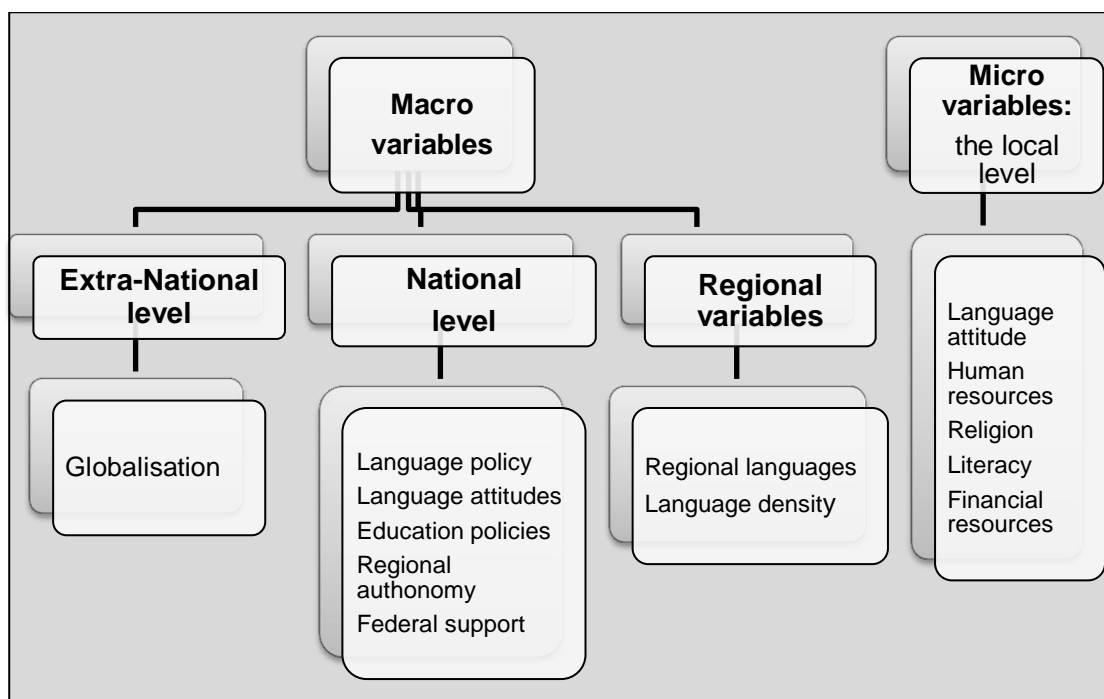 Macro
variables
Micro
variables:
the local
level
Extra-National
level
National
level
Regional
variables
Globalisation
Language policy
Language attitudes
Education policies
Regional
authonomy
Federal support
Regional languages
Language density
Language
attitude
Human
resources
Religion
Literacy
Financial
resources